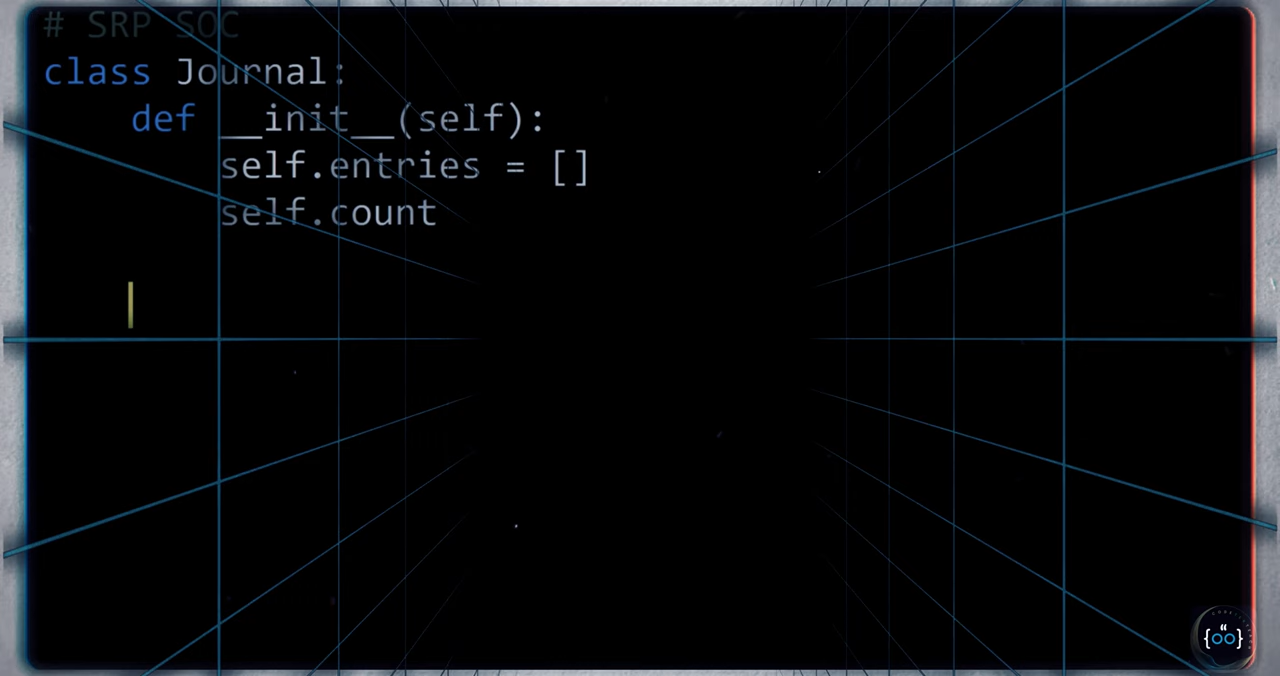 # SRP SOC
class Journal:
    def __init__(self):
        self.entries = []
        self.count